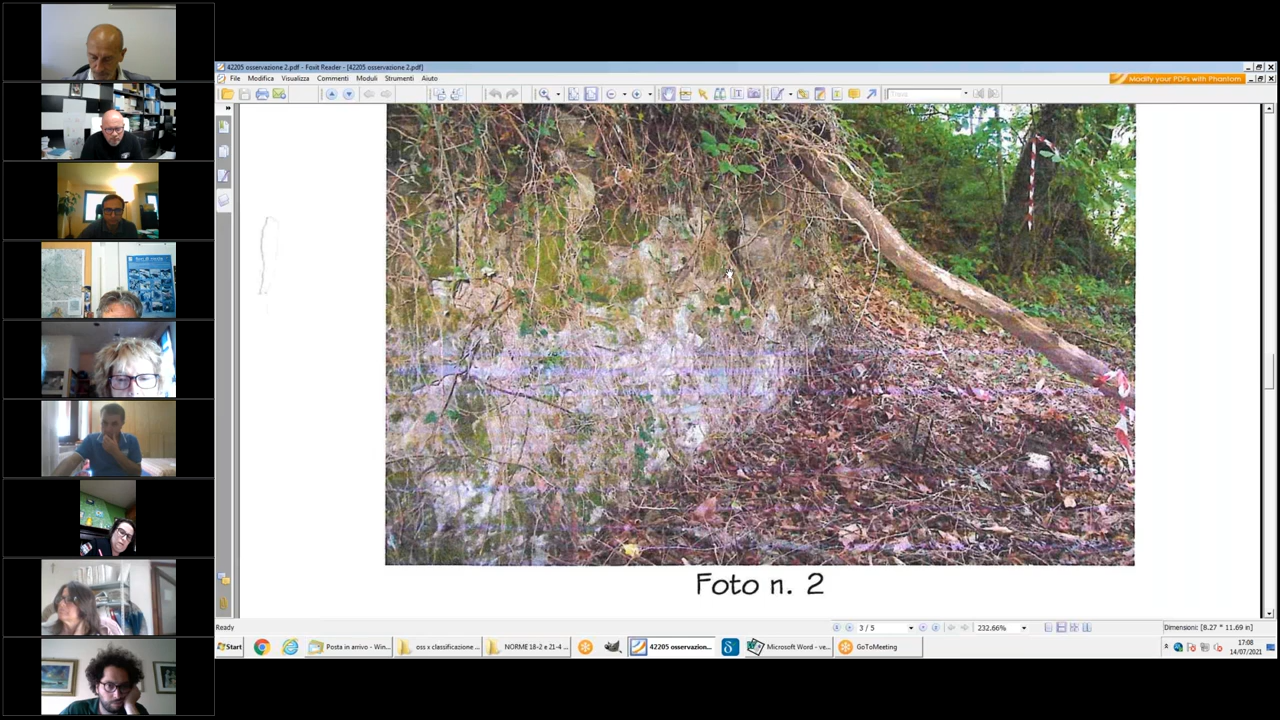 42205 osservazione 2.pdf - Foxit Reader - [42205 osservazione 2.pdf]
File Modifica Visualizza Commenti Moduli Strumenti Aiuto
Modify your PDFs with Phantom
Foto n. 2
Ready
3 / 5
232.66%
Dimensioni: [8.27 * 11.69 in]
Start
Posta in arrivo - Win...
oss x classificazione ...
NORME 18-2 e 21-4 ...
42205 osservazion...
Microsoft Word - ve...
GoToMeeting
17:08
14/07/2021